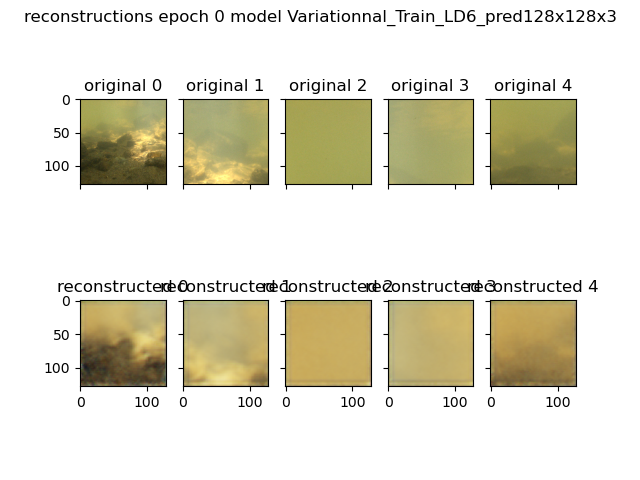 reconstructions epoch 0 model Variationnal_Train_LD6_pred128x128x3
original 0 original 1 original 2 original 3 original 4
0
50
100
reconstructed 0 reconstructed 1 reconstructed 2 reconstructed 3 reconstructed 4
0
50
100
0 100 0 100 0 100 0 100 0 100